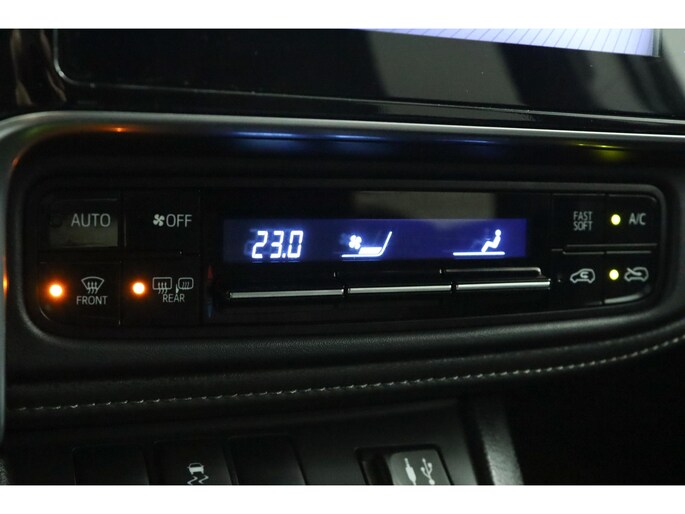 AUTO
OFF
FRONT
REAR
23.0
FAST
SOFT
A/C